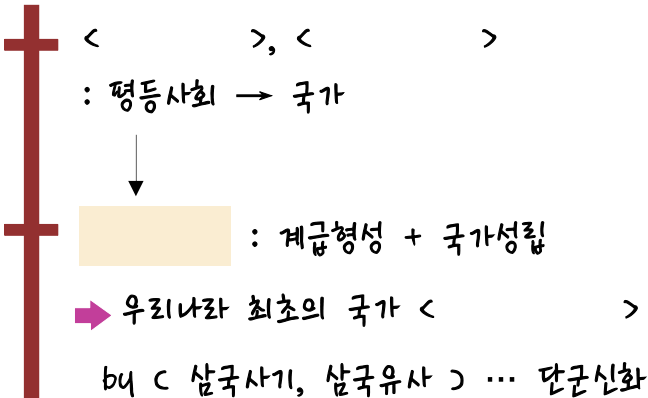 <          >, <          >
: 평등사회 → 국가
: 계급형성 + 국가성립
우리나라 최초의 국가 <          >
by ( 삼국사기, 삼국유사 ) … 단군신화